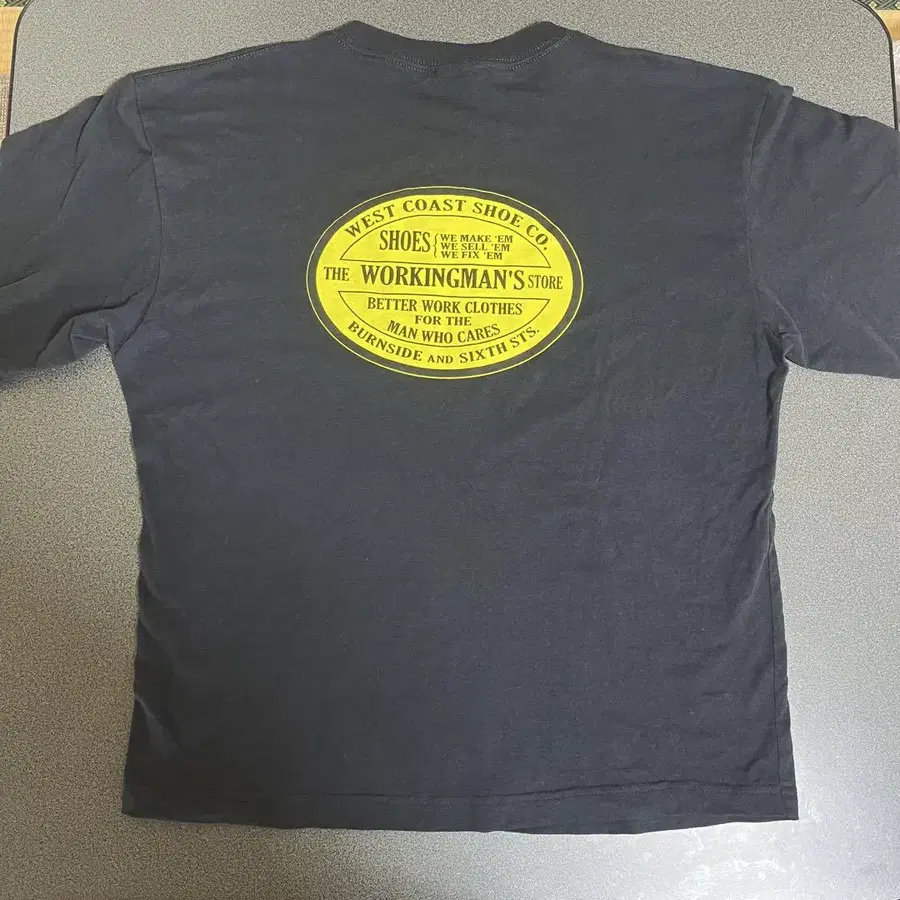 WEST COAST SHOE CO.
SHOES { WE MAKE 'EM
WE SELL 'EM
WE FIX 'EM
THE WORKINGMAN'S STORE
BETTER WORK CLOTHES
FOR THE
MAN WHO CARES
BURNSIDE AND SIXTH STS.